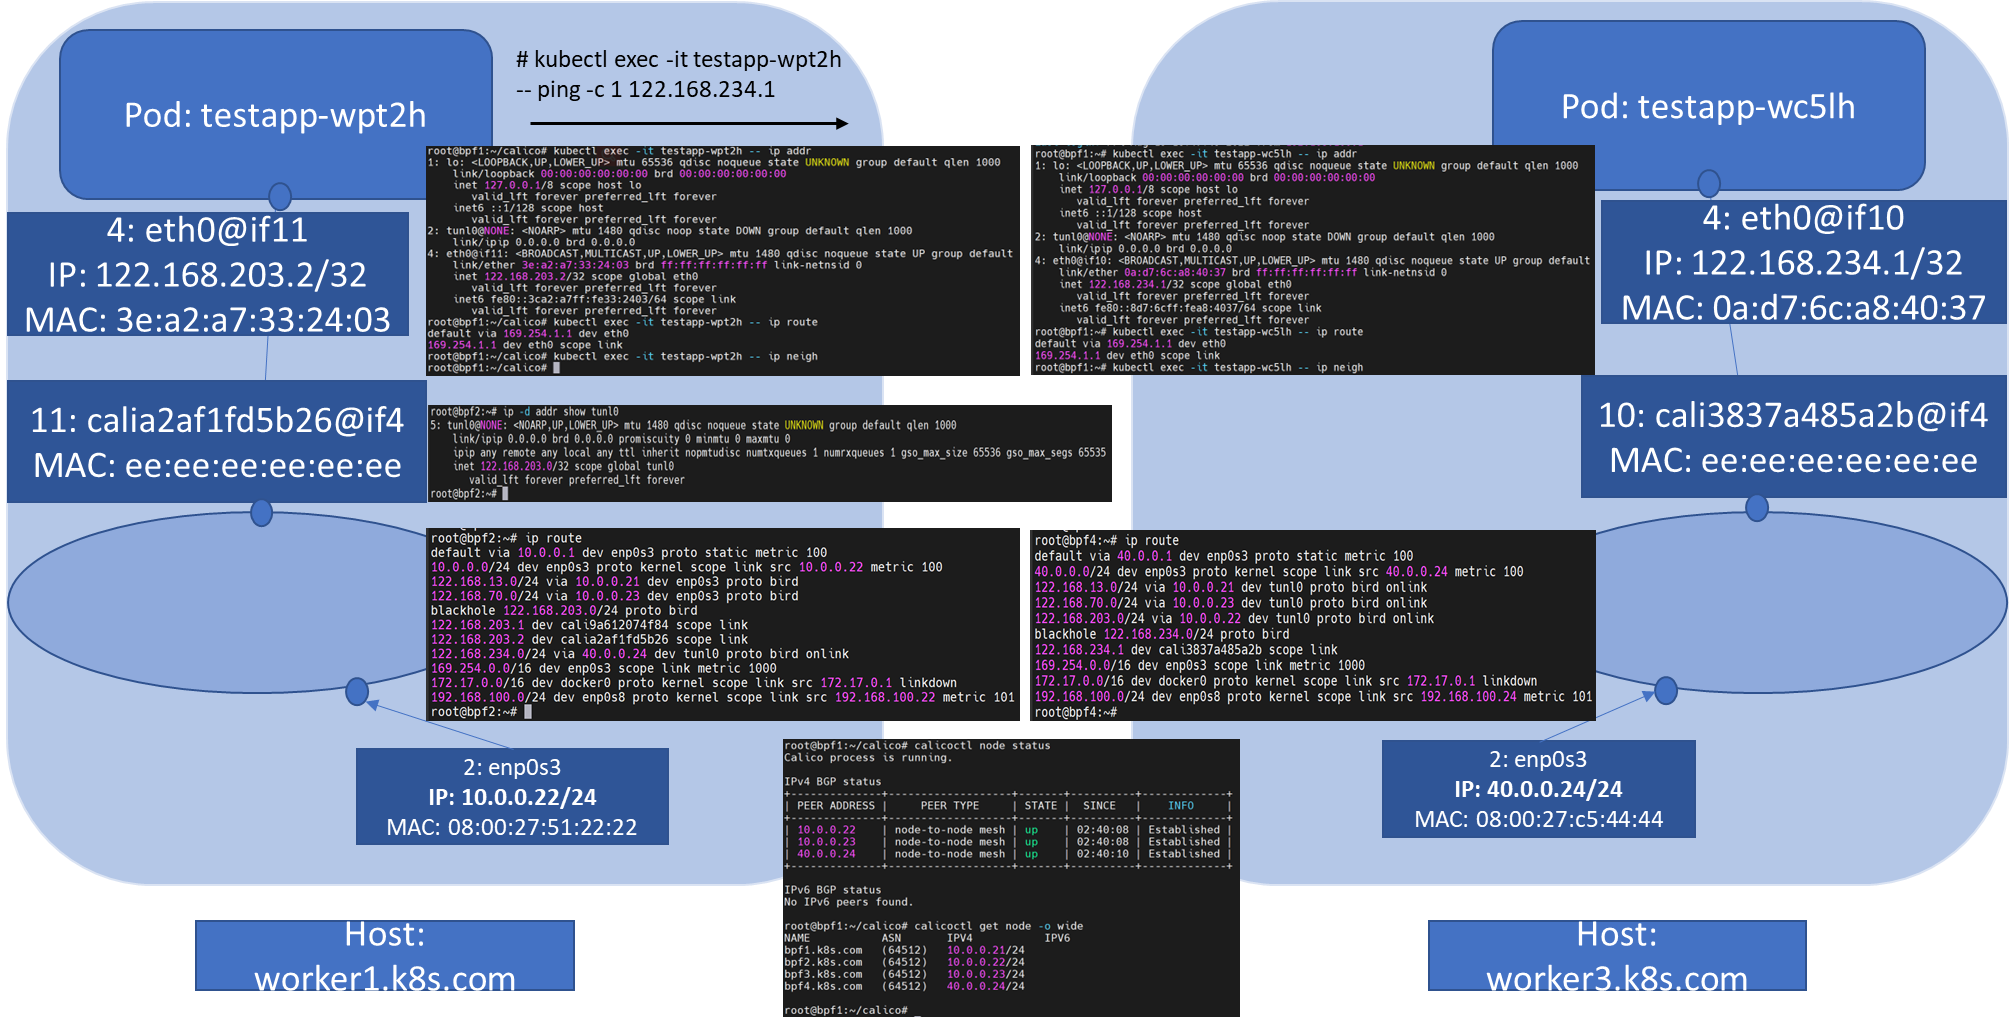 Pod: testapp-wpt2h
# kubectl exec -it testapp-wpt2h
-- ping -c 1 122.168.234.1
Pod: testapp-wc5lh
4: eth0@if11
IP: 122.168.203.2/32
MAC: 3e:a2:a7:33:24:03
root@bpf1:~/calico# kubectl exec -it testapp-wpt2h -- ip addr
1: lo: <LOOPBACK,UP,LOWER_UP> mtu 65536 qdisc noqueue state UNKNOWN group default qlen 1000
link/loopback 00:00:00:00:00:00 brd 00:00:00:00:00:00
inet 127.0.0.1/8 scope host lo
valid_lft forever preferred_lft forever
inet6 ::1/128 scope host
valid_lft forever preferred_lft forever
2: tunl0@NONE: <NOARP> mtu 1480 qdisc noop state DOWN group default qlen 1000
link/ipip 0.0.0.0 brd 0.0.0.0
4: eth0@if11: <BROADCAST,MULTICAST,UP,LOWER_UP> mtu 1480 qdisc noqueue state UP group default
link/ether 3e:a2:a7:33:24:03 brd ff:ff:ff:ff:ff:ff link-netnsid 0
inet 122.168.203.2/32 scope global eth0
valid_lft forever preferred_lft forever
inet6 fe80::3ca2:a7ff:fe33:2403/64 scope link
valid_lft forever preferred_lft forever
root@bpf1:~/calico# kubectl exec -it testapp-wpt2h -- ip route
default via 169.254.1.1 dev eth0
169.254.1.1 dev eth0 scope link
root@bpf1:~/calico# kubectl exec -it testapp-wpt2h -- ip neigh
root@bpf1:~/calico#
root@bpf1:~/calico# kubectl exec -it testapp-wc5lh -- ip addr
1: lo: <LOOPBACK,UP,LOWER_UP> mtu 65536 qdisc noqueue state UNKNOWN group default qlen 1000
link/loopback 00:00:00:00:00:00 brd 00:00:00:00:00:00
inet 127.0.0.1/8 scope host lo
valid_lft forever preferred_lft forever
inet6 ::1/128 scope host
valid_lft forever preferred_lft forever
2: tunl0@NONE: <NOARP> mtu 1480 qdisc noop state DOWN group default qlen 1000
link/ipip 0.0.0.0 brd 0.0.0.0
4: eth0@if10: <BROADCAST,MULTICAST,UP,LOWER_UP> mtu 1480 qdisc noqueue state UP group default
link/ether 0a:d7:6c:a8:40:37 brd ff:ff:ff:ff:ff:ff link-netnsid 0
inet 122.168.234.1/32 scope global eth0
valid_lft forever preferred_lft forever
inet6 fe80::8d7:6cff:fea8:4037/64 scope link
valid_lft forever preferred_lft forever
root@bpf1:~/calico# kubectl exec -it testapp-wc5lh -- ip route
default via 169.254.1.1 dev eth0
169.254.1.1 dev eth0 scope link
root@bpf1:~/calico# kubectl exec -it testapp-wc5lh -- ip neigh
4: eth0@if10
IP: 122.168.234.1/32
MAC: 0a:d7:6c:a8:40:37
11: calia2af1fd5b26@if4
MAC: ee:ee:ee:ee:ee:ee
root@bpf2:~# ip -d addr show tunl0
5: tunl0@NONE: <NOARP,UP,LOWER_UP> mtu 1480 qdisc noqueue state UNKNOWN group default qlen 1000
link/ipip 0.0.0.0 brd 0.0.0.0 promiscuity 0 minmtu 0 maxmtu 0
ipip any remote any local any ttl inherit nopmtudisc numtxqueues 1 numrxqueues 1 gso_max_size 65536 gso_max_segs 65535
inet 122.168.203.0/32 scope global tunl0
valid_lft forever preferred_lft forever
root@bpf2:~#
10: cali3837a485a2b@if4
MAC: ee:ee:ee:ee:ee:ee
root@bpf2:~# ip route
default via 10.0.0.1 dev enp0s3 proto static metric 100
10.0.0.0/24 dev enp0s3 proto kernel scope link src 10.0.0.22 metric 100
122.168.13.0/24 via 10.0.0.21 dev enp0s3 proto bird
122.168.70.0/24 via 10.0.0.23 dev enp0s3 proto bird
blackhole 122.168.203.0/24 proto bird
122.168.203.1 dev cali9a612074f84 scope link
122.168.203.2 dev calia2af1fd5b26 scope link
122.168.234.0/24 via 40.0.0.24 dev tunl0 proto bird onlink
169.254.0.0/16 dev enp0s3 scope link metric 1000
172.17.0.0/16 dev docker0 proto kernel scope link src 172.17.0.1 linkdown
192.168.100.0/24 dev enp0s8 proto kernel scope link src 192.168.100.22 metric 101
root@bpf2:~#
root@bpf4:~# ip route
default via 40.0.0.1 dev enp0s3 proto static metric 100
40.0.0.0/24 dev enp0s3 proto kernel scope link src 40.0.0.24 metric 100
122.168.13.0/24 via 10.0.0.21 dev tunl0 proto bird onlink
122.168.70.0/24 via 10.0.0.23 dev tunl0 proto bird onlink
122.168.203.0/24 via 10.0.0.22 dev tunl0 proto bird onlink
blackhole 122.168.234.0/24 proto bird
122.168.234.1 dev cali3837a485a2b scope link
169.254.0.0/16 dev enp0s3 scope link metric 1000
172.17.0.0/16 dev docker0 proto kernel scope link src 172.17.0.1 linkdown
192.168.100.0/24 dev enp0s8 proto kernel scope link src 192.168.100.24 metric 101
root@bpf4:~#
2: enp0s3
IP: 10.0.0.22/24
MAC: 08:00:27:51:22:22
root@bpf1:~/calico# calicoctl node status
Calico process is running.
IPv4 BGP status
| PEER ADDRESS | PEER TYPE | STATE | SINCE | INFO |
| 10.0.0.22 | node-to-node mesh | up | 02:40:08 | Established |
| 10.0.0.23 | node-to-node mesh | up | 02:40:08 | Established |
| 40.0.0.24 | node-to-node mesh | up | 02:40:10 | Established |
IPv6 BGP status
No IPv6 peers found.
root@bpf1:~/calico# calicoctl get node -o wide
NAME ASN IPV4 IPV6
bpf1.k8s.com (64512) 10.0.0.21/24
bpf2.k8s.com (64512) 10.0.0.22/24
bpf3.k8s.com (64512) 10.0.0.23/24
bpf4.k8s.com (64512) 40.0.0.24/24
root@bpf1:~/calico# _
2: enp0s3
IP: 40.0.0.24/24
MAC: 08:00:27:c5:44:44
Host:
worker1.k8s.com
Host:
worker3.k8s.com